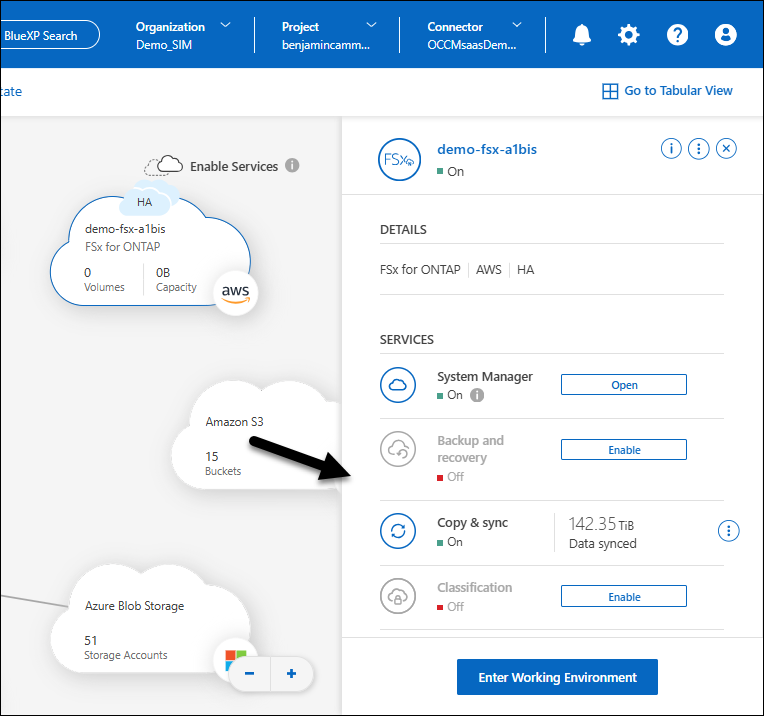 BlueXP Search
Organization
Demo_SIM
Project
benjamincamm...
Connector
OCCMsaasDem...
ate
Go to Tabular View
Enable Services
HA
demo-fsx-a1bis
FSx for ONTAP
0
Volumes
0B
Capacity
aws
Amazon S3
15
Buckets
Azure Blob Storage
51
Storage Accounts
FSx
demo-fsx-a1bis
On
DETAILS
FSx for ONTAP
AWS
HA
SERVICES
System Manager
On
Open
Backup and
recovery
Off
Enable
Copy & sync
On
142.35 TiB
Data synced
Classification
Off
Enable
Enter Working Environment